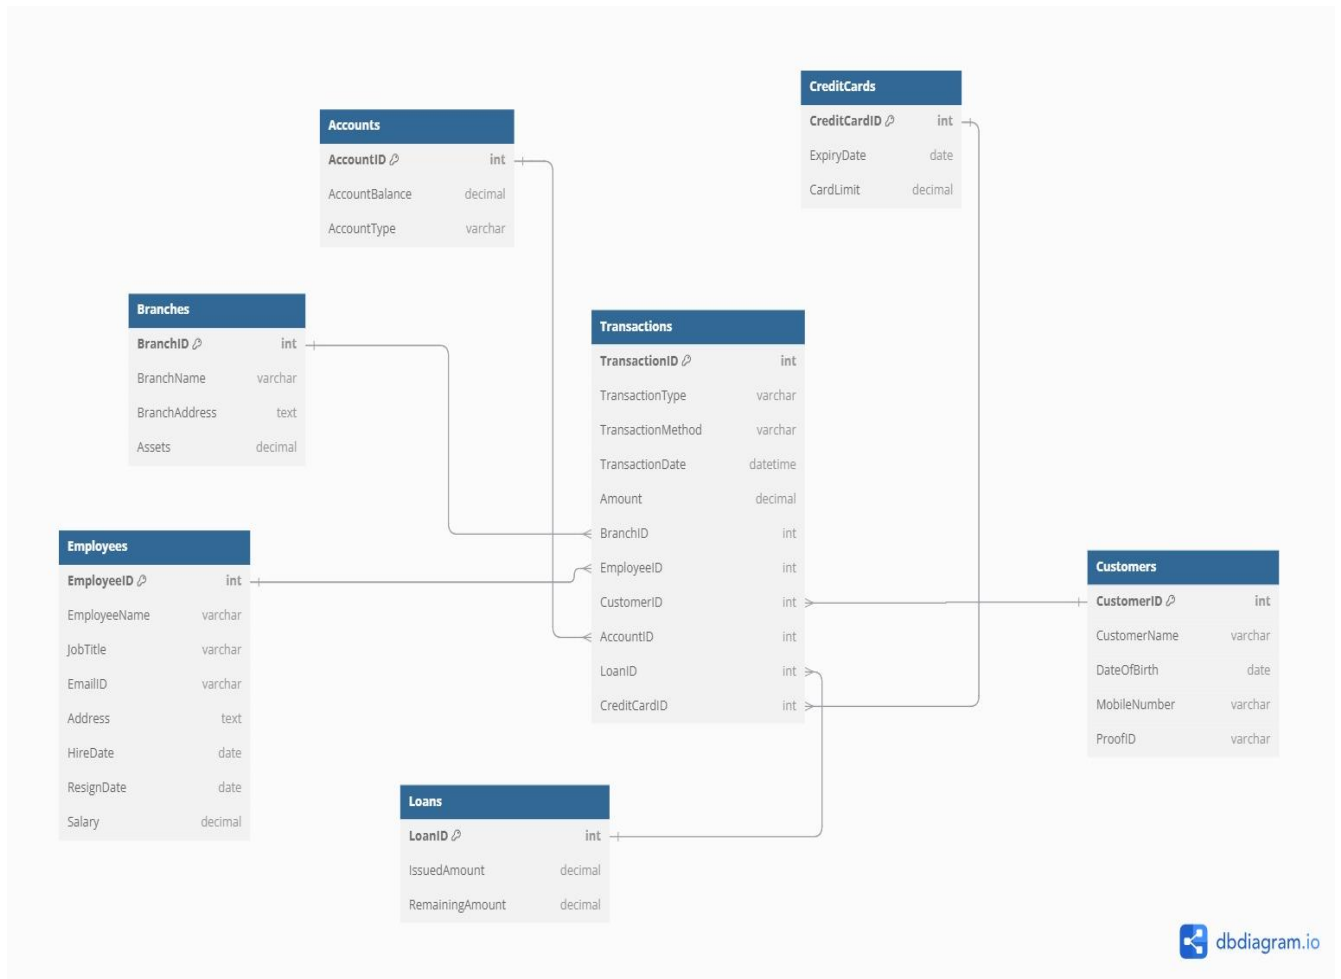 CreditCards
CreditCardID int
ExpiryDate date
CardLimit decimal
Accounts
AccountID int
AccountBalance decimal
AccountType varchar
Branches
BranchID int
BranchName varchar
BranchAddress text
Assets decimal
Transactions
TransactionID int
TransactionType varchar
TransactionMethod varchar
TransactionDate datetime
Amount decimal
BranchID int
EmployeeID int
CustomerID int
AccountID int
LoanID int
CreditCardID int
Employees
EmployeeID int
EmployeeName varchar
JobTitle varchar
EmailID varchar
Address text
HireDate date
ResignDate date
Salary decimal
Customers
CustomerID int
CustomerName varchar
DateOfBirth date
MobileNumber varchar
ProofID varchar
Loans
LoanID int
IssuedAmount decimal
RemainingAmount decimal
dbdiagram.io